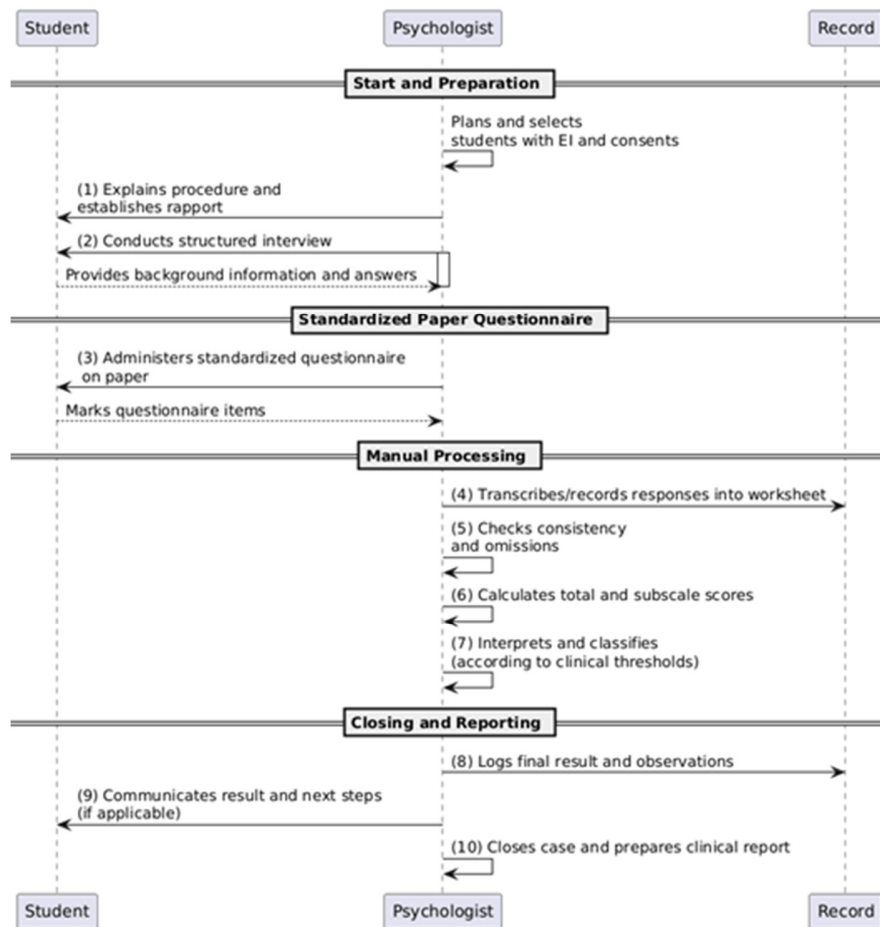 Student
Psychologist
Record
Start and Preparation
Plans and selects
students with EI and consents
(1) Explains procedure and
establishes rapport
(2) Conducts structured interview
Provides background information and answers
Standardized Paper Questionnaire
(3) Administers standardized questionnaire
on paper
Marks questionnaire items
Manual Processing
(4) Transcribes/records responses into worksheet
(5) Checks consistency
and omissions
(6) Calculates total and subscale scores
(7) Interprets and classifies
(according to clinical thresholds)
Closing and Reporting
(8) Logs final result and observations
(9) Communicates result and next steps
(if applicable)
(10) Closes case and prepares clinical report
Student
Psychologist
Record